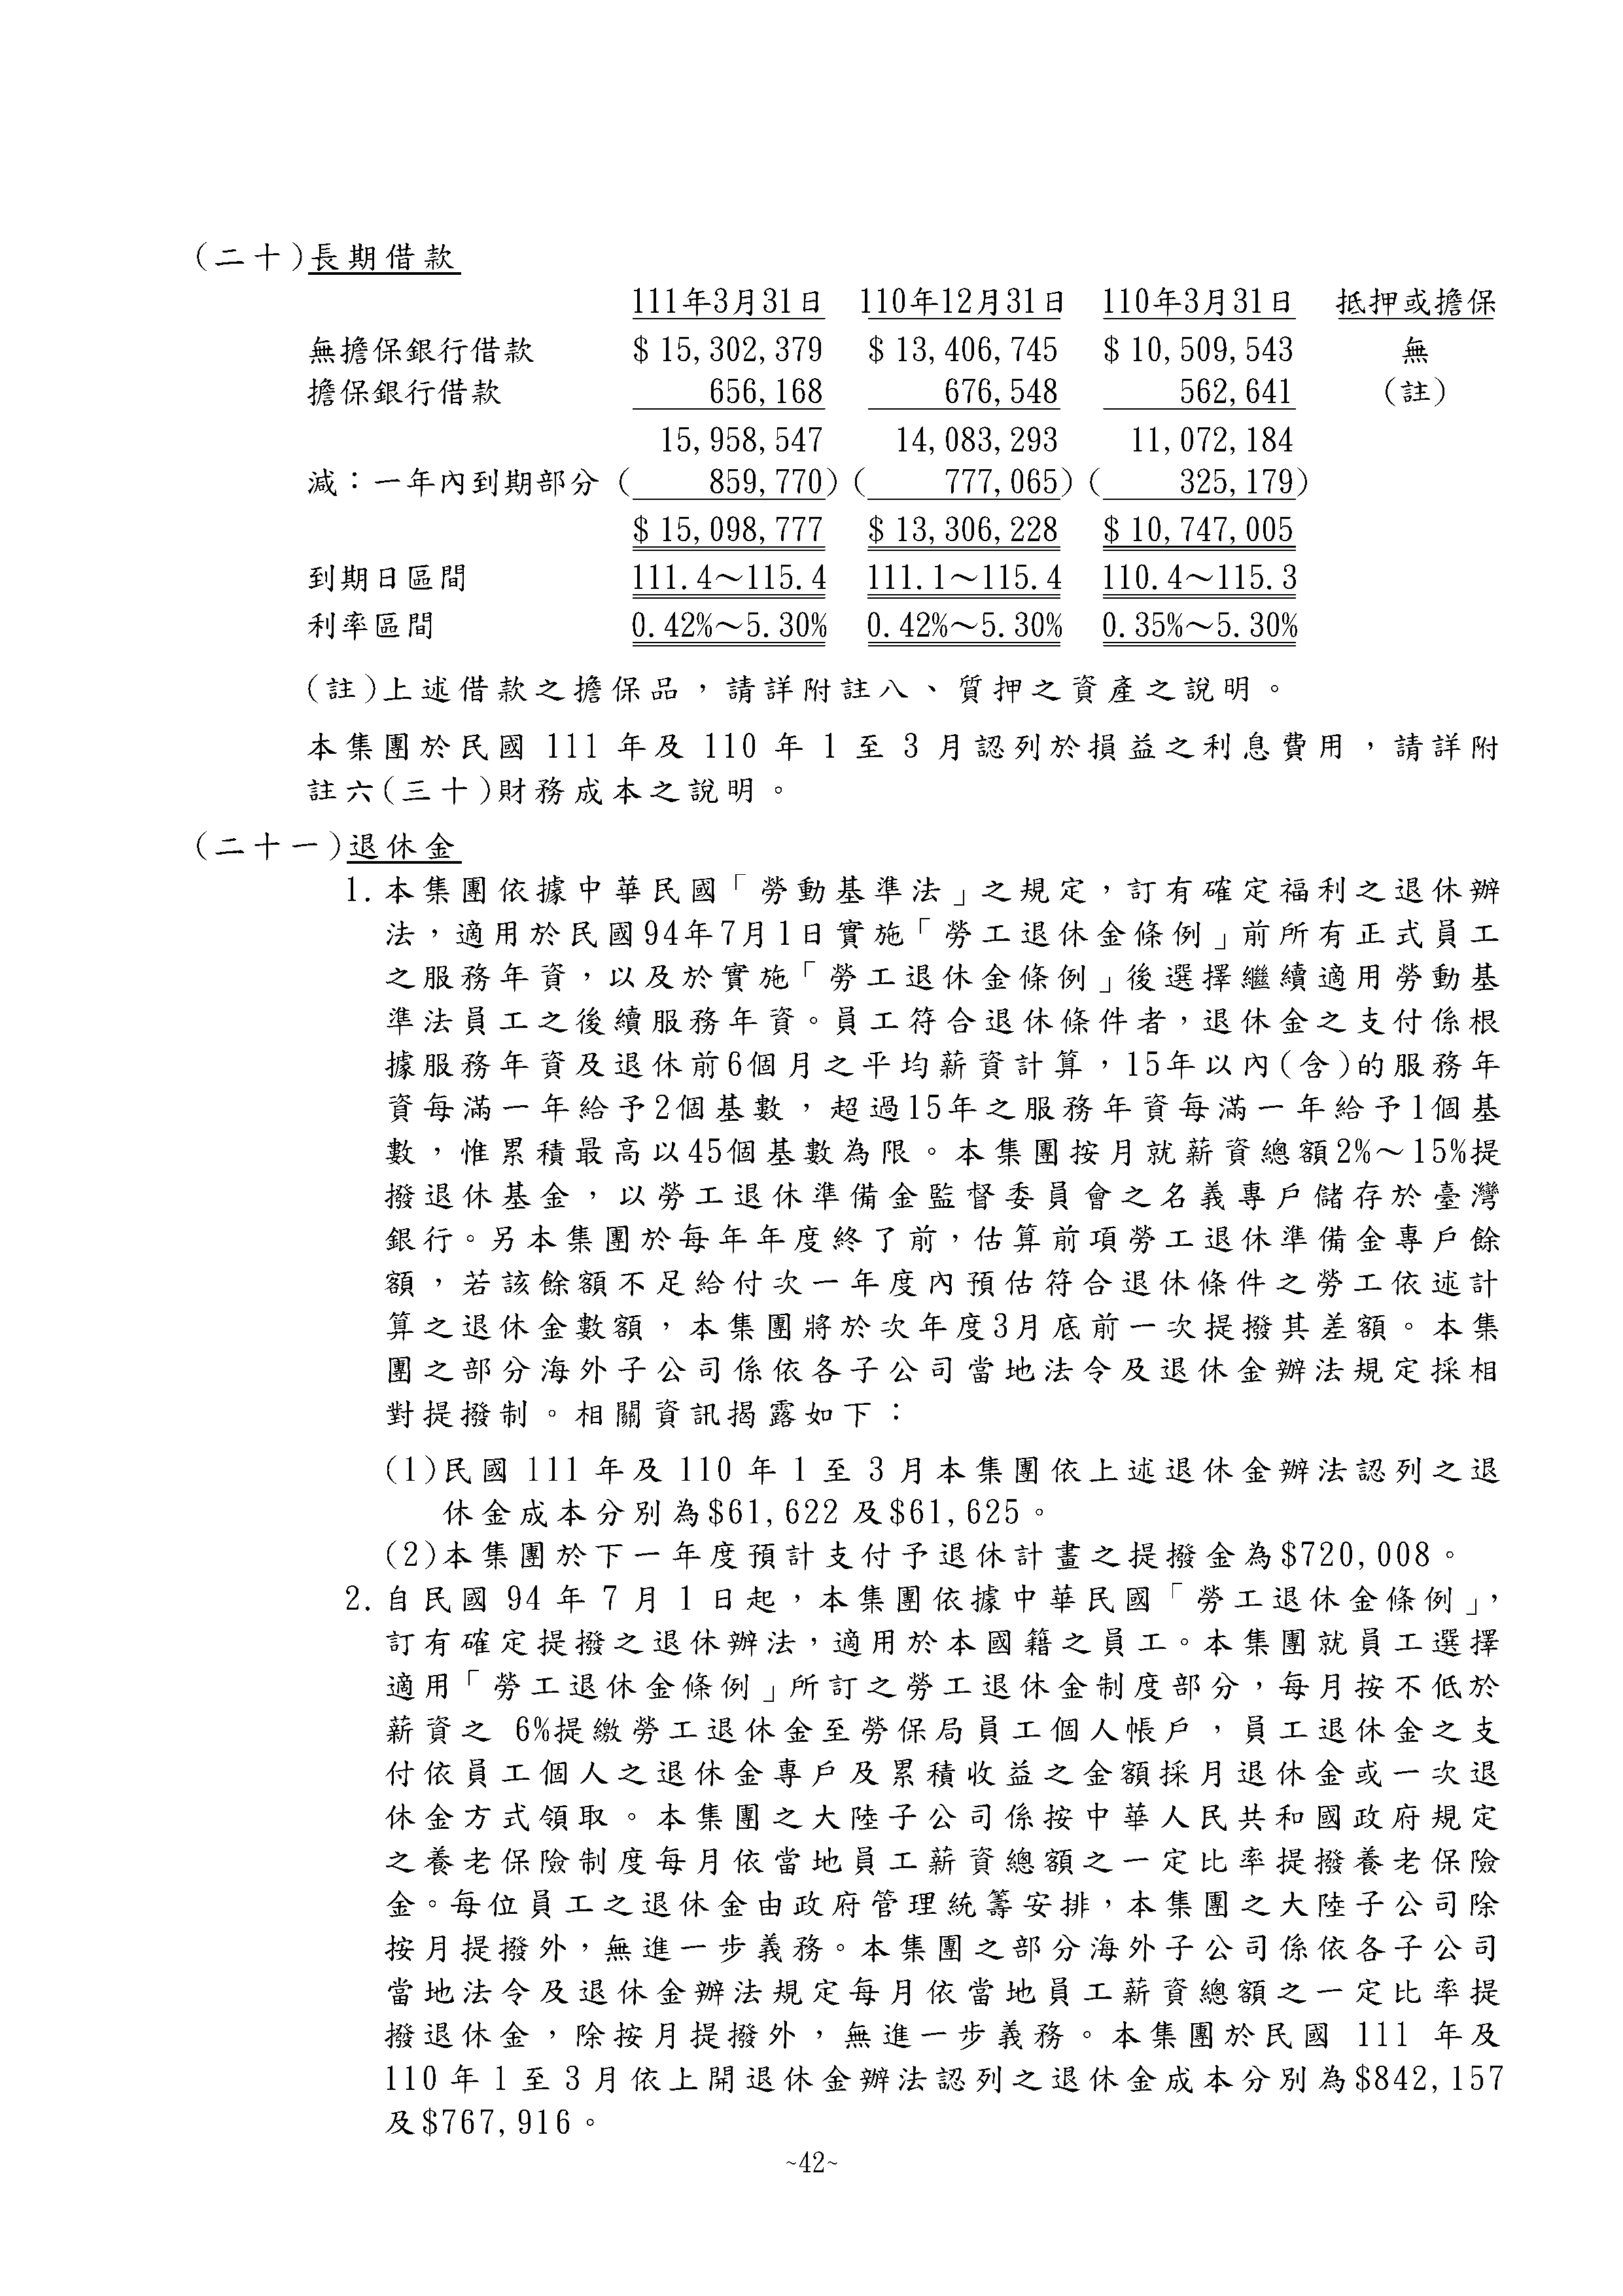 (二十)長期借款
111年3月31日 110年12月31日 110年3月31日 抵押或擔保
無擔保銀行借款 $ 15,302,379 $ 13,406,745 $ 10,509,543 無
擔保銀行借款 656,168 676,548 562,641 (註)
15,958,547 14,083,293 11,072,184
減：一年內到期部分 ( 859,770) ( 777,065) ( 325,179)
$ 15,098,777 $ 13,306,228 $ 10,747,005
到期日區間 111.4～115.4 111.1～115.4 110.4～115.3
利率區間 0.42%～5.30% 0.42%～5.30% 0.35%～5.30%
(註)上述借款之擔保品，請詳附註八、質押之資產之說明。
本集團於民國 111 年及 110 年 1 至 3 月認列於損益之利息費用，請詳附
註六(三十)財務成本之說明。
(二十一)退休金
1.本集團依據中華民國「勞動基準法」之規定，訂有確定福利之退休辦
法，適用於民國94年7月1日實施「勞工退休金條例」前所有正式員工
之服務年資，以及於實施「勞工退休金條例」後選擇繼續適用勞動基
準法員工之後續服務年資。員工符合退休條件者，退休金之支付係根
據服務年資及退休前6個月之平均薪資計算，15年以內(含)的服務年
資每滿一年給予2個基數，超過15年之服務年資每滿一年給予1個基
數，惟累積最高以45個基數為限。本集團按月就薪資總額2%～15%提
撥退休基金，以勞工退休準備金監督委員會之名義專戶儲存於臺灣
銀行。另本集團於每年年度終了前，估算前項勞工退休準備金專戶餘
額，若該餘額不足給付次一年度內預估符合退休條件之勞工依述計
算之退休金數額，本集團將於次年度3月底前一次提撥其差額。本集
團之部分海外子公司係依各子公司當地法令及退休金辦法規定採相
對提撥制。相關資訊揭露如下：
(1)民國 111 年及 110 年 1 至 3 月本集團依上述退休金辦法認列之退
休金成本分別為$61,622 及$61,625。
(2)本集團於下一年度預計支付予退休計畫之提撥金為$720,008。
2.自民國 94 年 7 月 1 日起，本集團依據中華民國「勞工退休金條例」，
訂有確定提撥之退休辦法，適用於本國籍之員工。本集團就員工選擇
適用「勞工退休金條例」所訂之勞工退休金制度部分，每月按不低於
薪資之 6%提繳勞工退休金至勞保局員工個人帳戶，員工退休金之支
付依員工個人之退休金專戶及累積收益之金額採月退休金或一次退
休金方式領取。本集團之大陸子公司係按中華人民共和國政府規定
之養老保險制度每月依當地員工薪資總額之一定比率提撥養老保險
金。每位員工之退休金由政府管理統籌安排，本集團之大陸子公司除
按月提撥外，無進一步義務。本集團之部分海外子公司係依各子公司
當地法令及退休金辦法規定每月依當地員工薪資總額之一定比率提
撥退休金，除按月提撥外，無進一步義務。本集團於民國 111 年及
110 年 1 至 3 月依上開退休金辦法認列之退休金成本分別為$842,157
及$767,916。
~42~